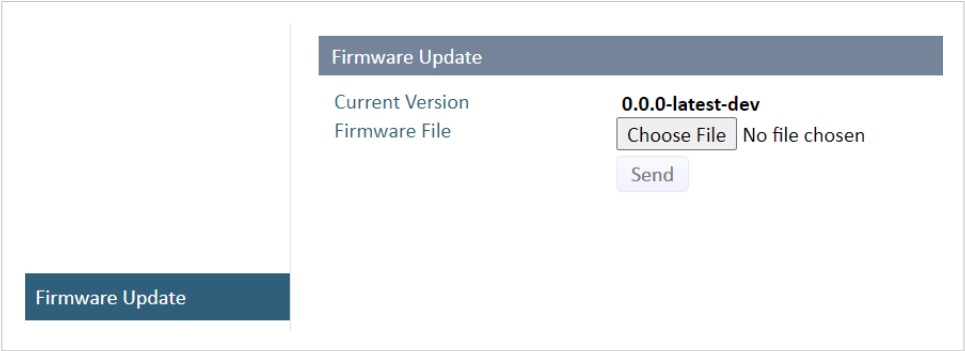 Firmware Update
Current Version 0.0.0-latest-dev
Firmware File Choose File No file chosen
Send
Firmware Update